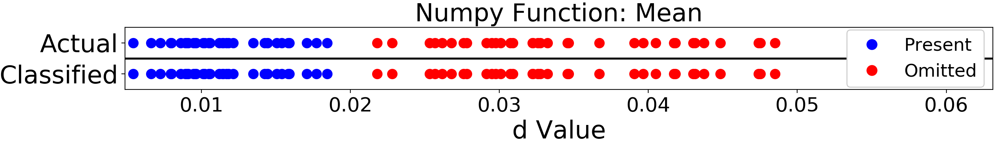 Numpy Function: Mean
Actual
Classified
Present
Omitted
0.01 0.02 0.03 0.04 0.05 0.06
d Value